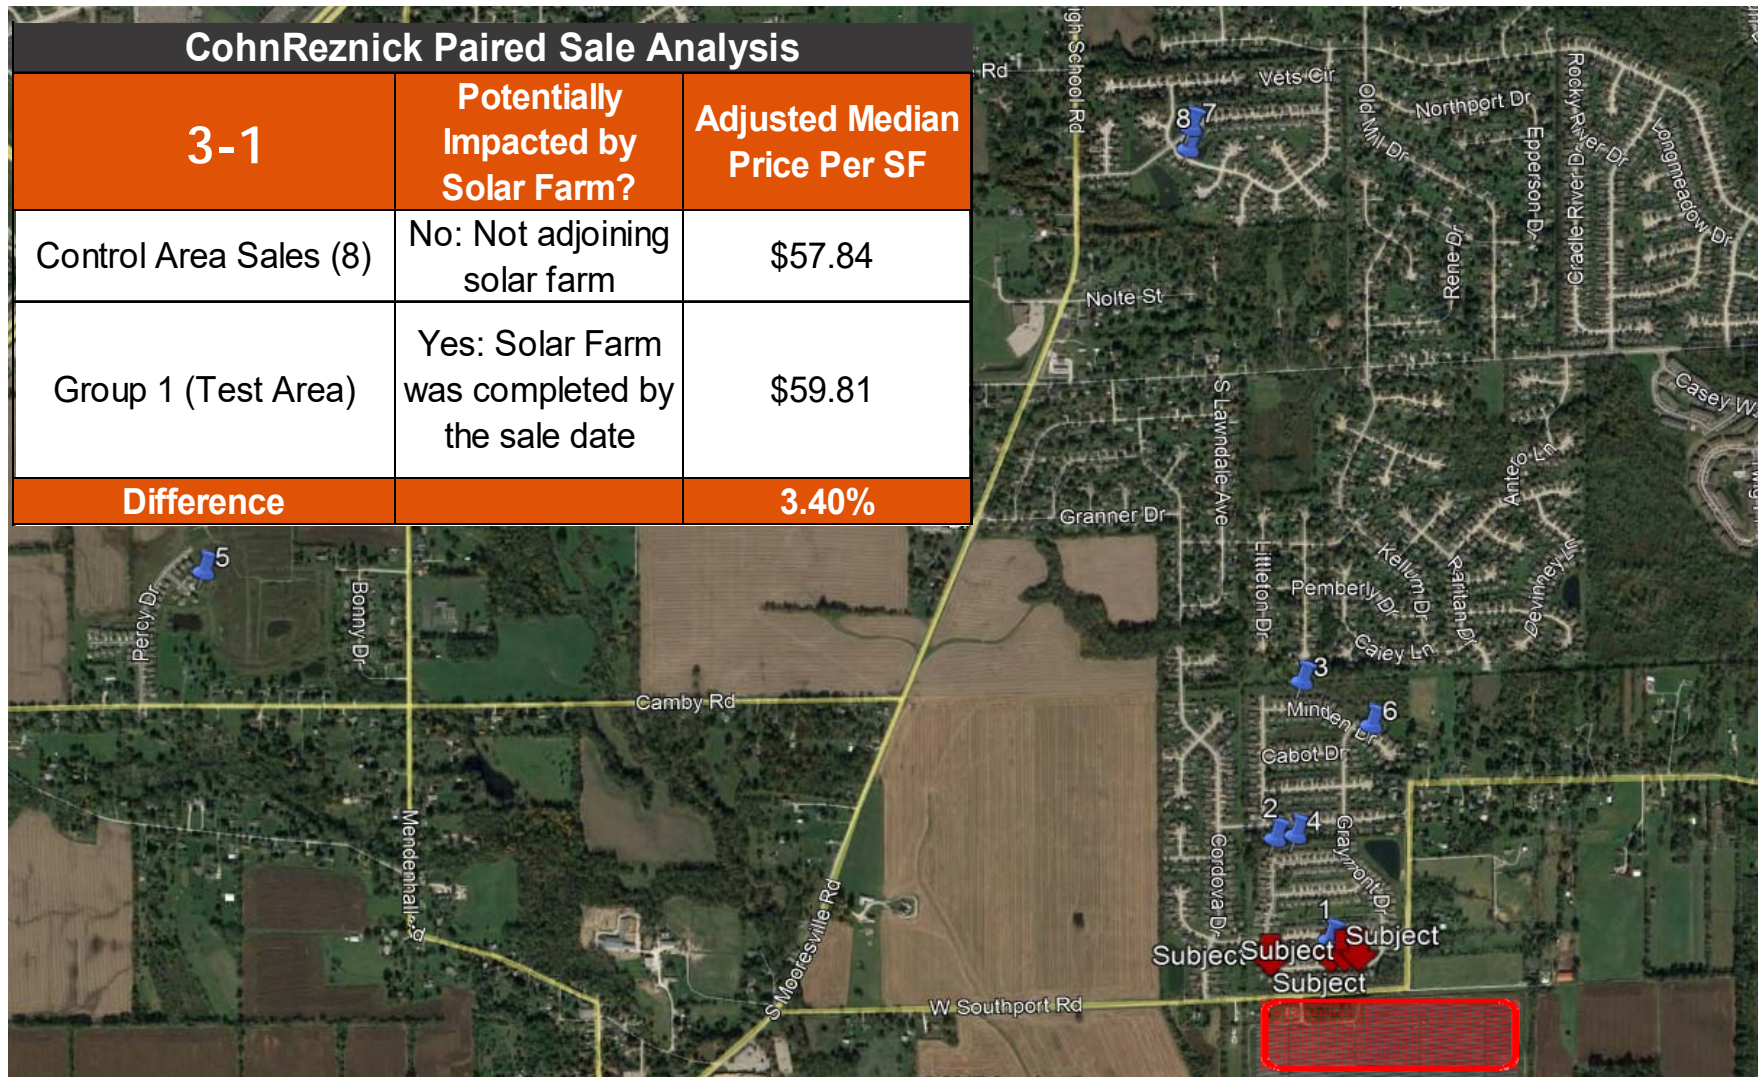 CohnReznick Paired Sale Analysis
3-1
Potentially
Impacted by
Solar Farm?
Adjusted Median
Price Per SF
Control Area Sales (8)
No: Not adjoining
solar farm
$57.84
Group 1 (Test Area)
Yes: Solar Farm
was completed by
the sale date
$59.81
Difference
3.40%
Rd
igh School Rd
Vets Cir
Old Mill Dr
Northport Dr
Epperson Dr
Rocky River Dr
River Dr
Cradle River Dr
Longmeadow Dr
8
7
Rene Dr
Nolte St
S Lawndale Ave
Casey W
Antero Ln
Granner Dr
Littleton Dr
Pemberly Dr
Kellum Dr
Raritan Dr
Devinney Ln
Caley Ln
5
Percy Dr
Bonny Dr
3
Camby Rd
Minden Dr
6
Cabot Dr
2
4
Mendenhall
Graymont Dr
Cordova Dr
1
S Mooresville Rd
Subject
Subject
Subject
Subject
W Southport Rd